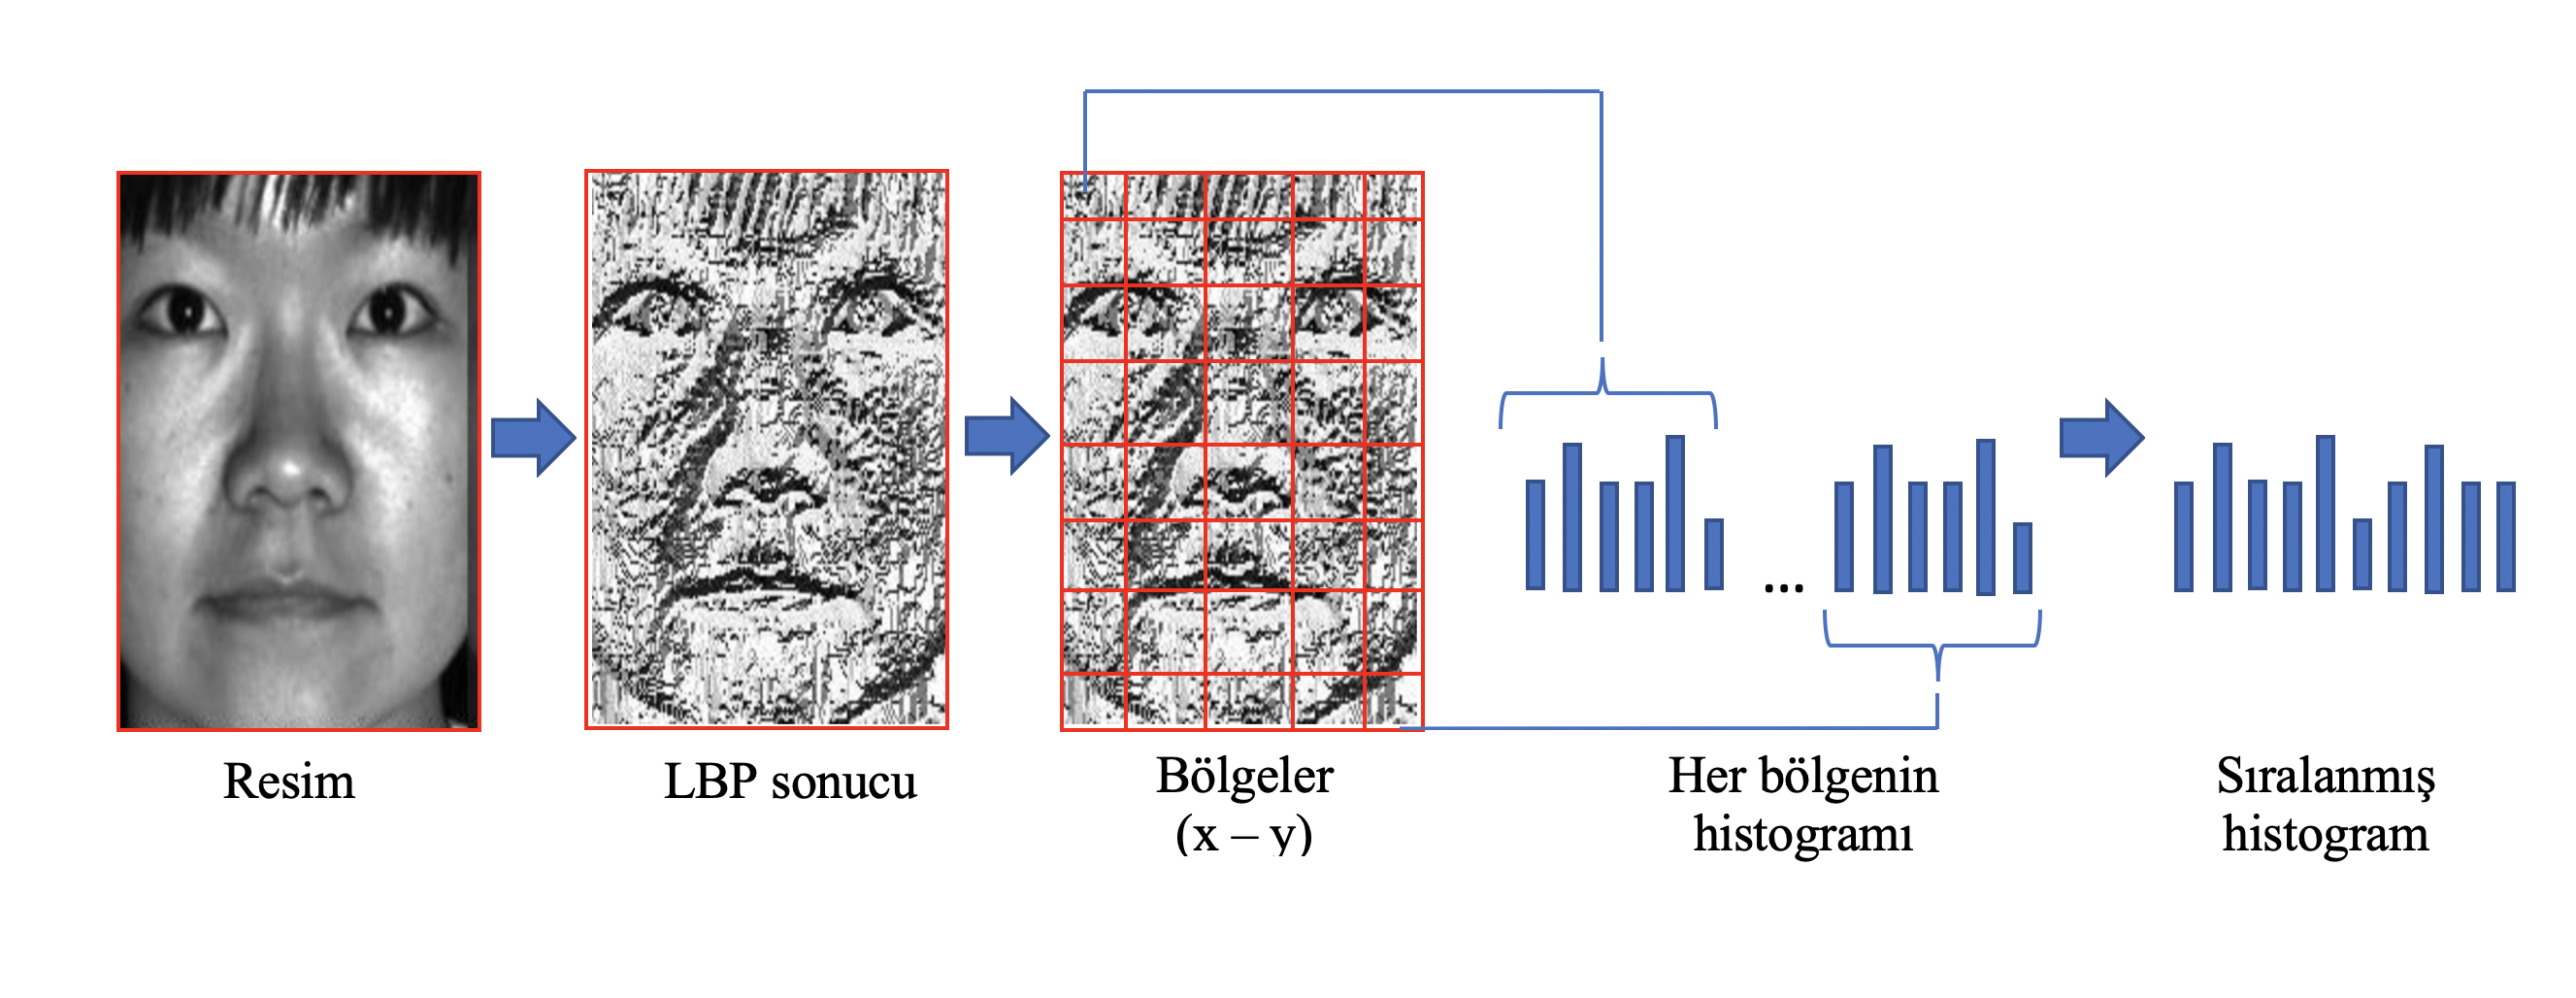 Resim
LBP sonucu
Bölgeler
(x – y)
...
Her bölgenin
histogramı
Sıralanmış
histogram